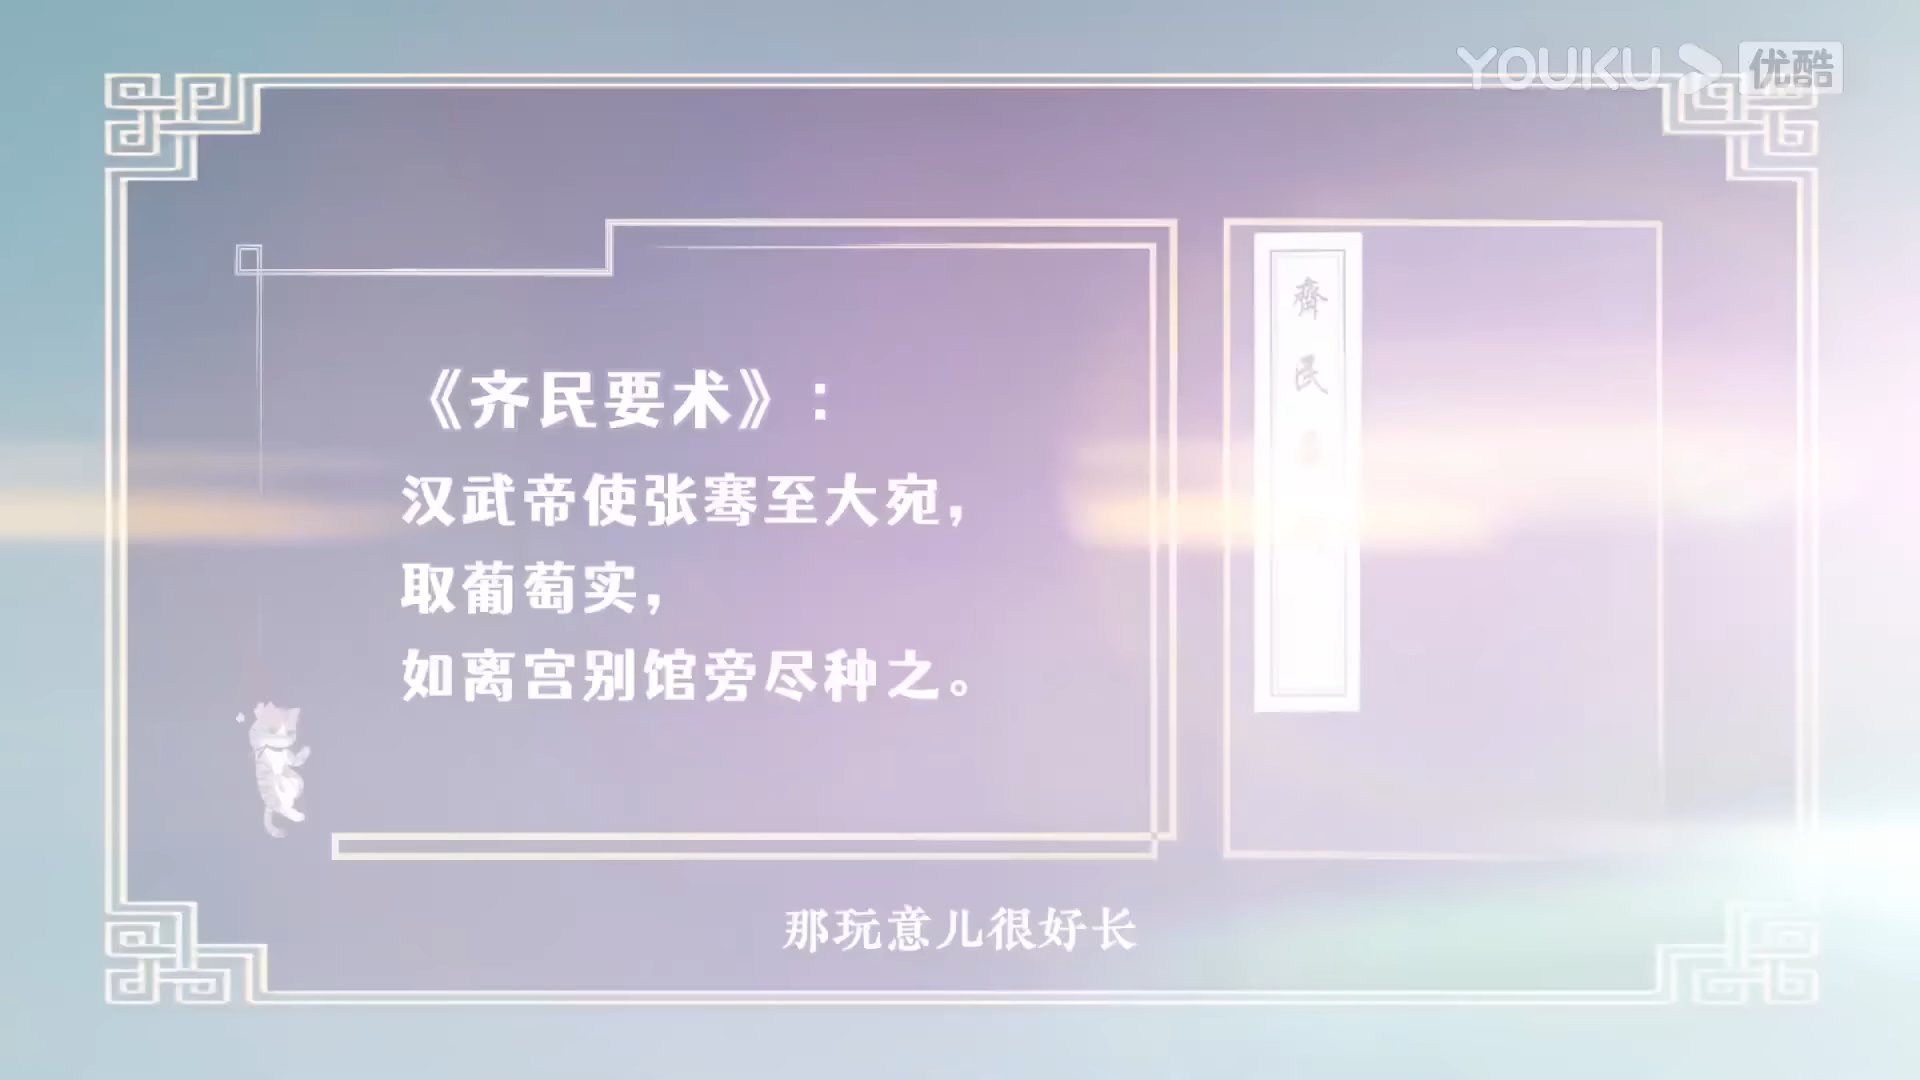 YOUKU 优酷
《齐民要术》：
汉武帝使张骞至大宛，
取葡萄实，
如离宫别馆旁尽种之。
齊民
那玩意儿很好长